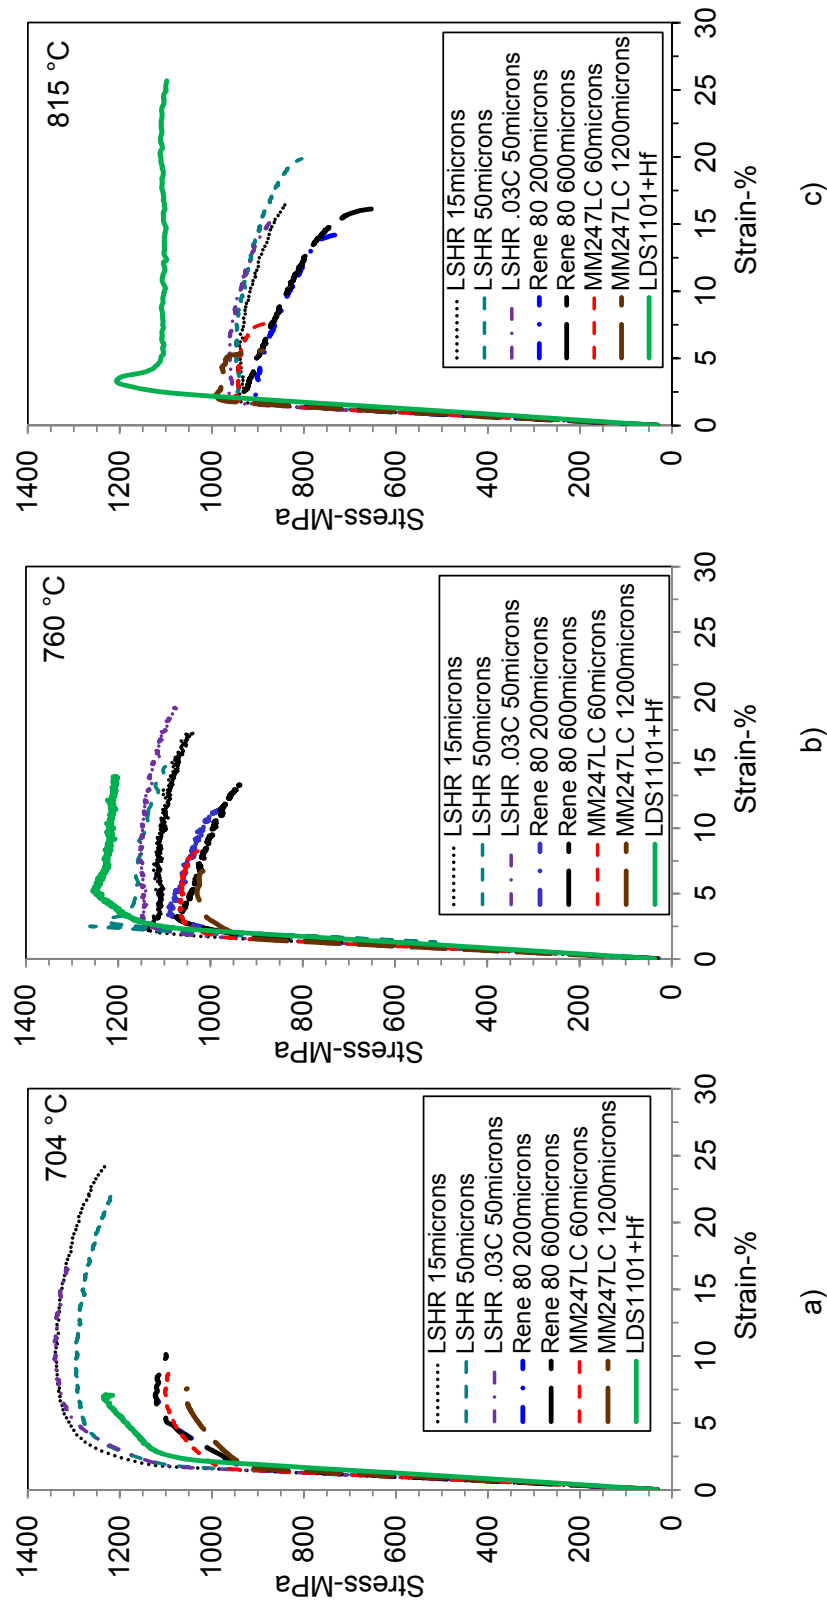 1400
1200
1000
800
600
400
200
0
Stress-MPa
704 °C
LSHR 15microns
LSHR 50microns
LSHR .03C 50microns
Rene 80 200microns
Rene 80 600microns
MM247LC 60microns
MM247LC 1200microns
LDS1101+Hf
0 5 10 15 20 25 30
Strain-%
a)
1400
1200
1000
800
600
400
200
0
Stress-MPa
760 °C
LSHR 15microns
LSHR 50microns
LSHR .03C 50microns
Rene 80 200microns
Rene 80 600microns
MM247LC 60microns
MM247LC 1200microns
LDS1101+Hf
0 5 10 15 20 25 30
Strain-%
b)
1400
1200
1000
800
600
400
200
0
Stress-MPa
815 °C
LSHR 15microns
LSHR 50microns
LSHR .03C 50microns
Rene 80 200microns
Rene 80 600microns
MM247LC 60microns
MM247LC 1200microns
LDS1101+Hf
0 5 10 15 20 25 30
Strain-%
c)